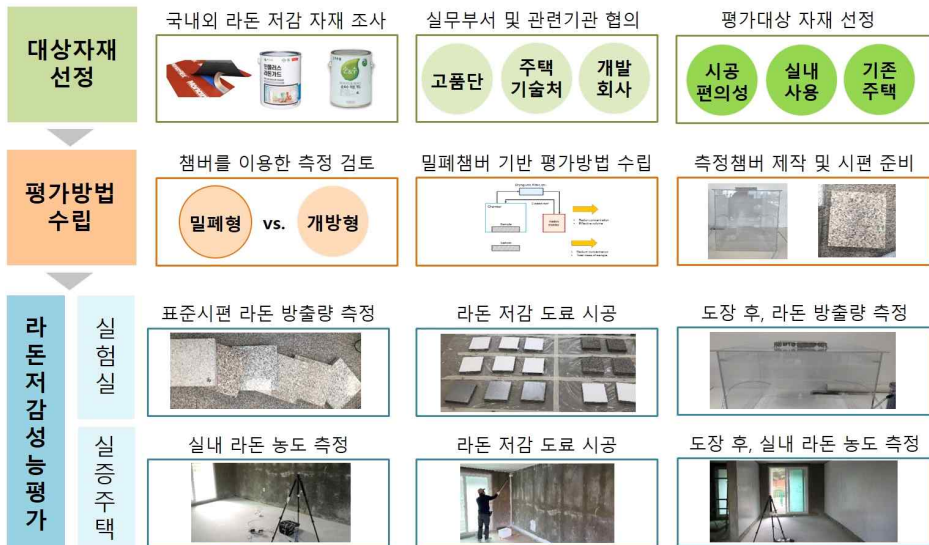 대상자재
선정
국내외 라돈 저감 자재 조사
실무부서 및 관련기관 협의
고품단
주택
기술처
개발
회사
평가대상 자재 선정
시공
편의성
실내
사용
기존
주택
평가방법
수립
챔버를 이용한 측정 검토
밀폐형
vs.
개방형
밀폐챔버 기반 평가방법 수립
측정챔버 제작 및 시편 준비
라돈저감성능평가
실험실
표준시편 라돈 방출량 측정
라돈 저감 도료 시공
도장 후, 라돈 방출량 측정
실증주택
실내 라돈 농도 측정
라돈 저감 도료 시공
도장 후, 실내 라돈 농도 측정